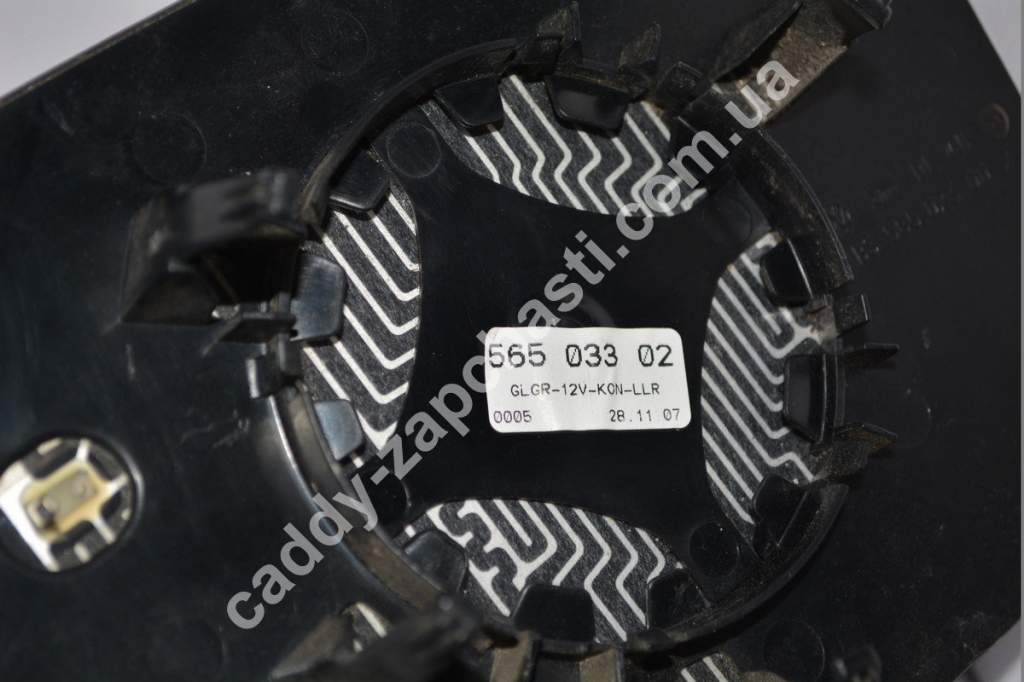 565 033 02
GLGR-12V-KON-LLR
0005 28.11.07
caddy-zapchasti.com.ua